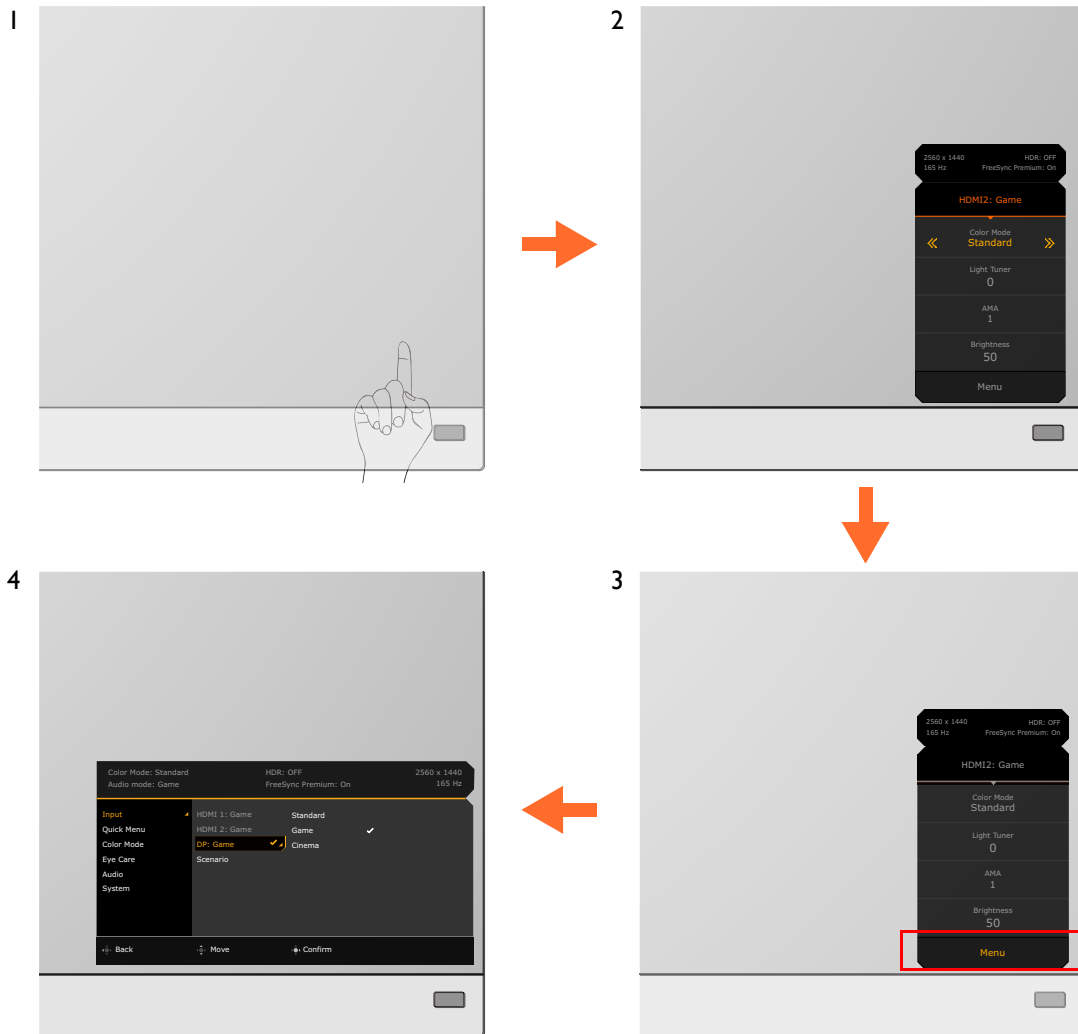 1
2
2560 x 1440 HDR: OFF
165 Hz FreeSync Premium: On
HDMI2: Game
Color Mode
Standard
Light Tuner
0
AMA
1
Brightness
50
Menu
4
Color Mode: Standard HDR: OFF 2560 x 1440
Audio mode: Game FreeSync Premium: On 165 Hz
Input HDMI 1: Game Standard
Quick Menu HDMI 2: Game Game
Color Mode DP: Game Cinema
Eye Care Scenario
Audio
System
Back Move Confirm
3
2560 x 1440 HDR: OFF
165 Hz FreeSync Premium: On
HDMI2: Game
Color Mode
Standard
Light Tuner
0
AMA
1
Brightness
50
Menu